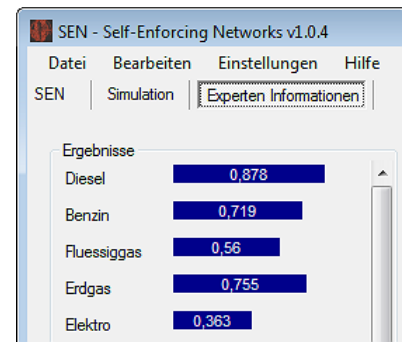 SEN - Self-Enforcing Networks v1.0.4
Datei Bearbeiten Einstellungen Hilfe
SEN Simulation Experten Informationen
Ergebnisse
Diesel 0,878
Benzin 0,719
Fluessiggas 0,56
Erdgas 0,755
Elektro 0,363